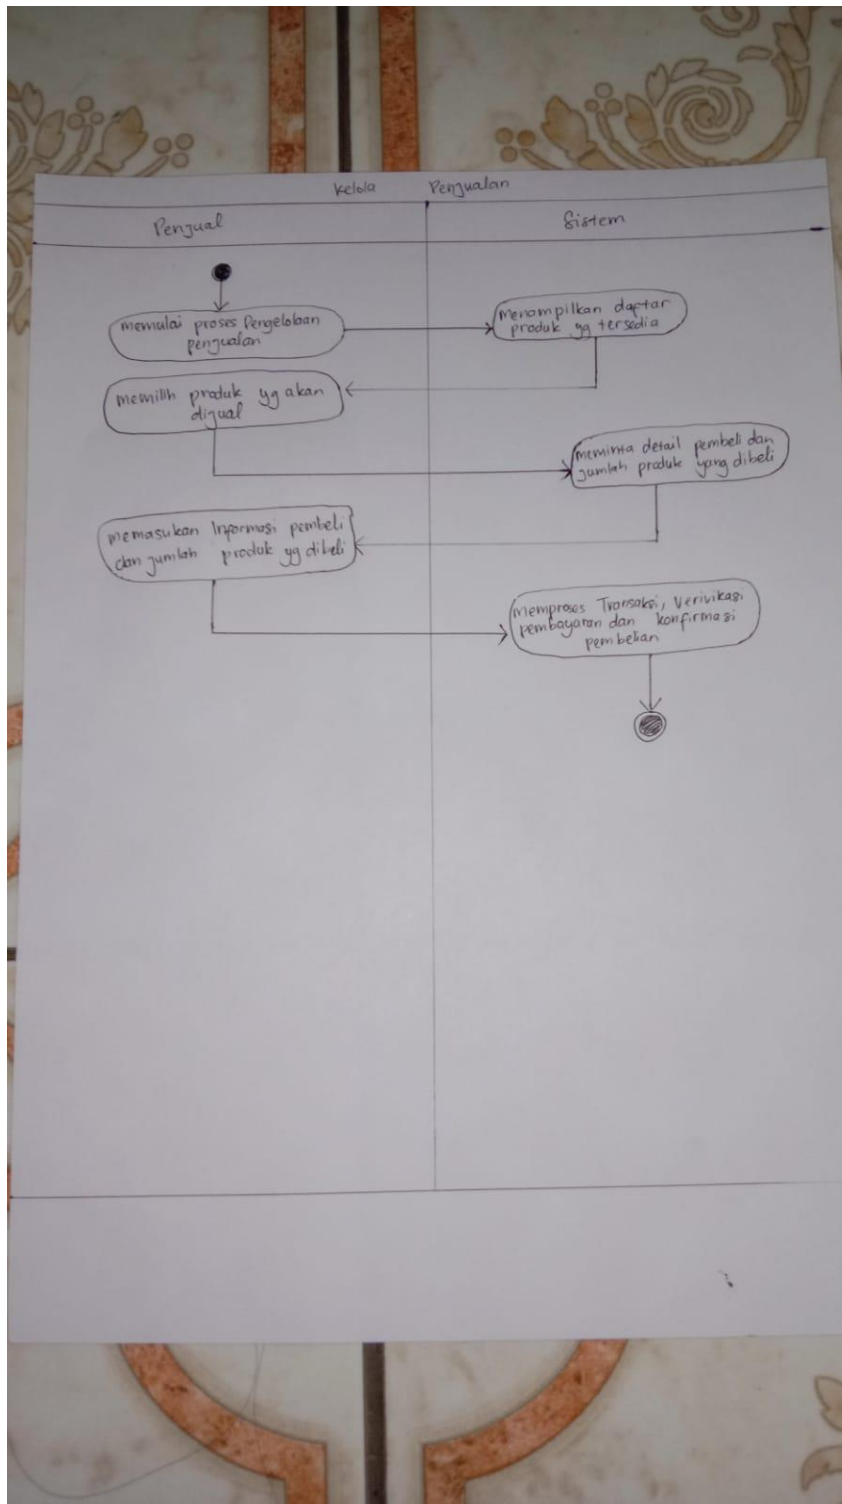 Kelola Penjualan
Penjual
Sistem
memulai proses Pengelolaan
penjualan
menampilkan daftar
produk yg tersedia
memilih produk yg akan
dijual
meminta detail pembeli dan
jumlah produk yang dibeli
memasukan Informasi pembeli
dan jumlah produk yg dibeli
memproses Transaksi, Verivikasi
pembayaran dan konfirmasi
pembelian